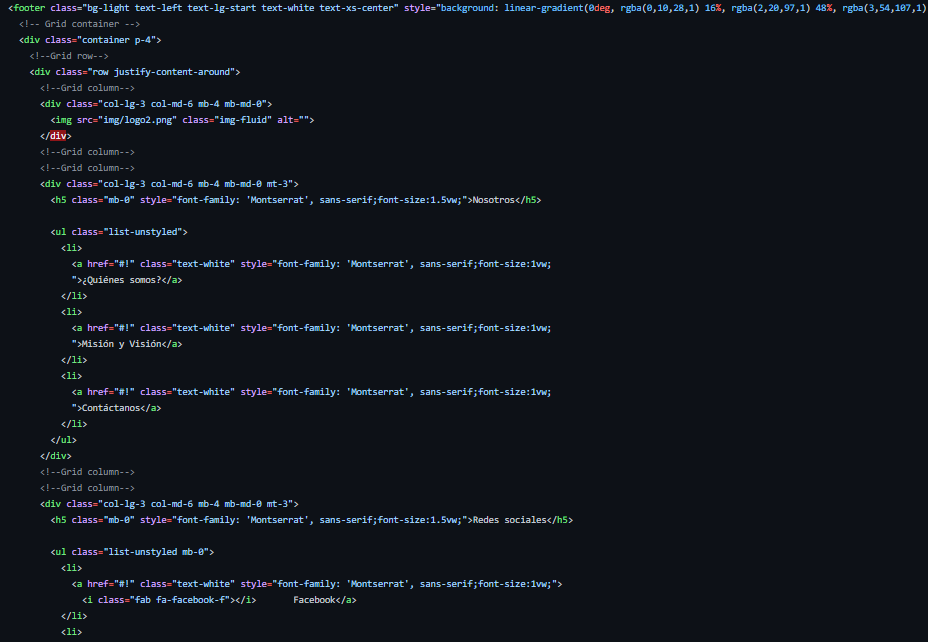 <footer class="bg-light text-left text-lg-start text-white text-xs-center" style="background: linear-gradient(0deg, rgba(0,10,28,1) 16%, rgba(2,20,97,1) 48%, rgba(3,54,107,1)
<!-- Grid container -->
<div class="container p-4">
<!--Grid row-->
<div class="row justify-content-around">
<!--Grid column-->
<div class="col-lg-3 col-md-6 mb-4 mb-md-0">
<img src="img/logo2.png" class="img-fluid" alt="">
</div>
<!--Grid column-->
<!--Grid column-->
<div class="col-lg-3 col-md-6 mb-4 mb-md-0 mt-3">
<h5 class="mb-0" style="font-family: 'Montserrat', sans-serif;font-size:1.5vw;">Nosotros</h5>
<ul class="list-unstyled">
<li>
<a href="#!" class="text-white" style="font-family: 'Montserrat', sans-serif;font-size:1vw;
">¿Quiénes somos?</a>
</li>
<li>
<a href="#!" class="text-white" style="font-family: 'Montserrat', sans-serif;font-size:1vw;
">Misión y Visión</a>
</li>
<li>
<a href="#!" class="text-white" style="font-family: 'Montserrat', sans-serif;font-size:1vw;
">Contáctanos</a>
</li>
</ul>
</div>
<!--Grid column-->
<!--Grid column-->
<div class="col-lg-3 col-md-6 mb-4 mb-md-0 mt-3">
<h5 class="mb-0" style="font-family: 'Montserrat', sans-serif;font-size:1.5vw;">Redes sociales</h5>
<ul class="list-unstyled mb-0">
<li>
<a href="#!" class="text-white" style="font-family: 'Montserrat', sans-serif;font-size:1vw;">
<i class="fab fa-facebook-f"></i> Facebook</a>
</li>
<li>